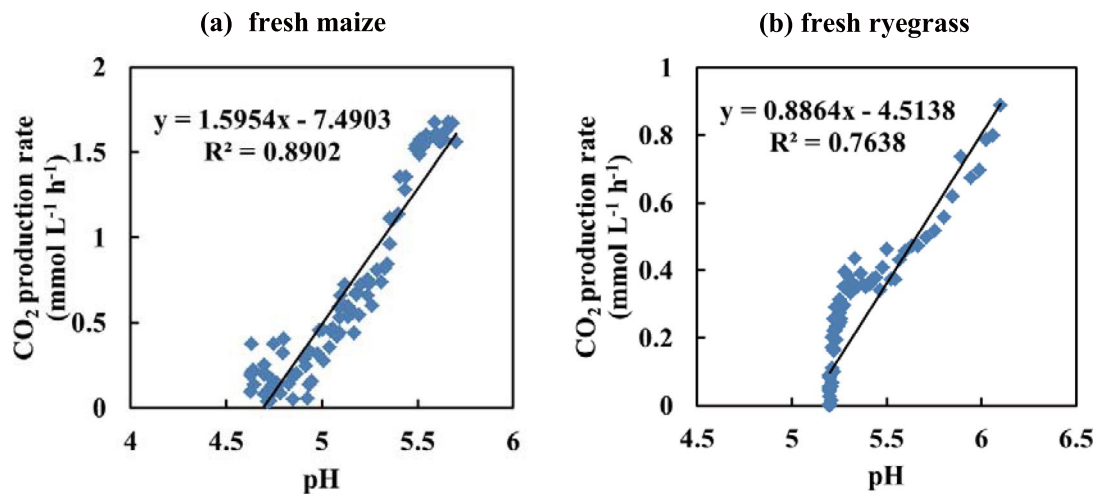 (a) fresh maize
2
1.5
1
0.5
0
y = 1.5954x - 7.4903
R² = 0.8902
CO₂ production rate
(mmol L⁻¹ h⁻¹)
4
4.5
5
5.5
6
pH
(b) fresh ryegrass
1
0.8
0.6
0.4
0.2
0
y = 0.8864x - 4.5138
R² = 0.7638
CO₂ production rate
(mmol L⁻¹ h⁻¹)
4.5
5
5.5
6
6.5
pH